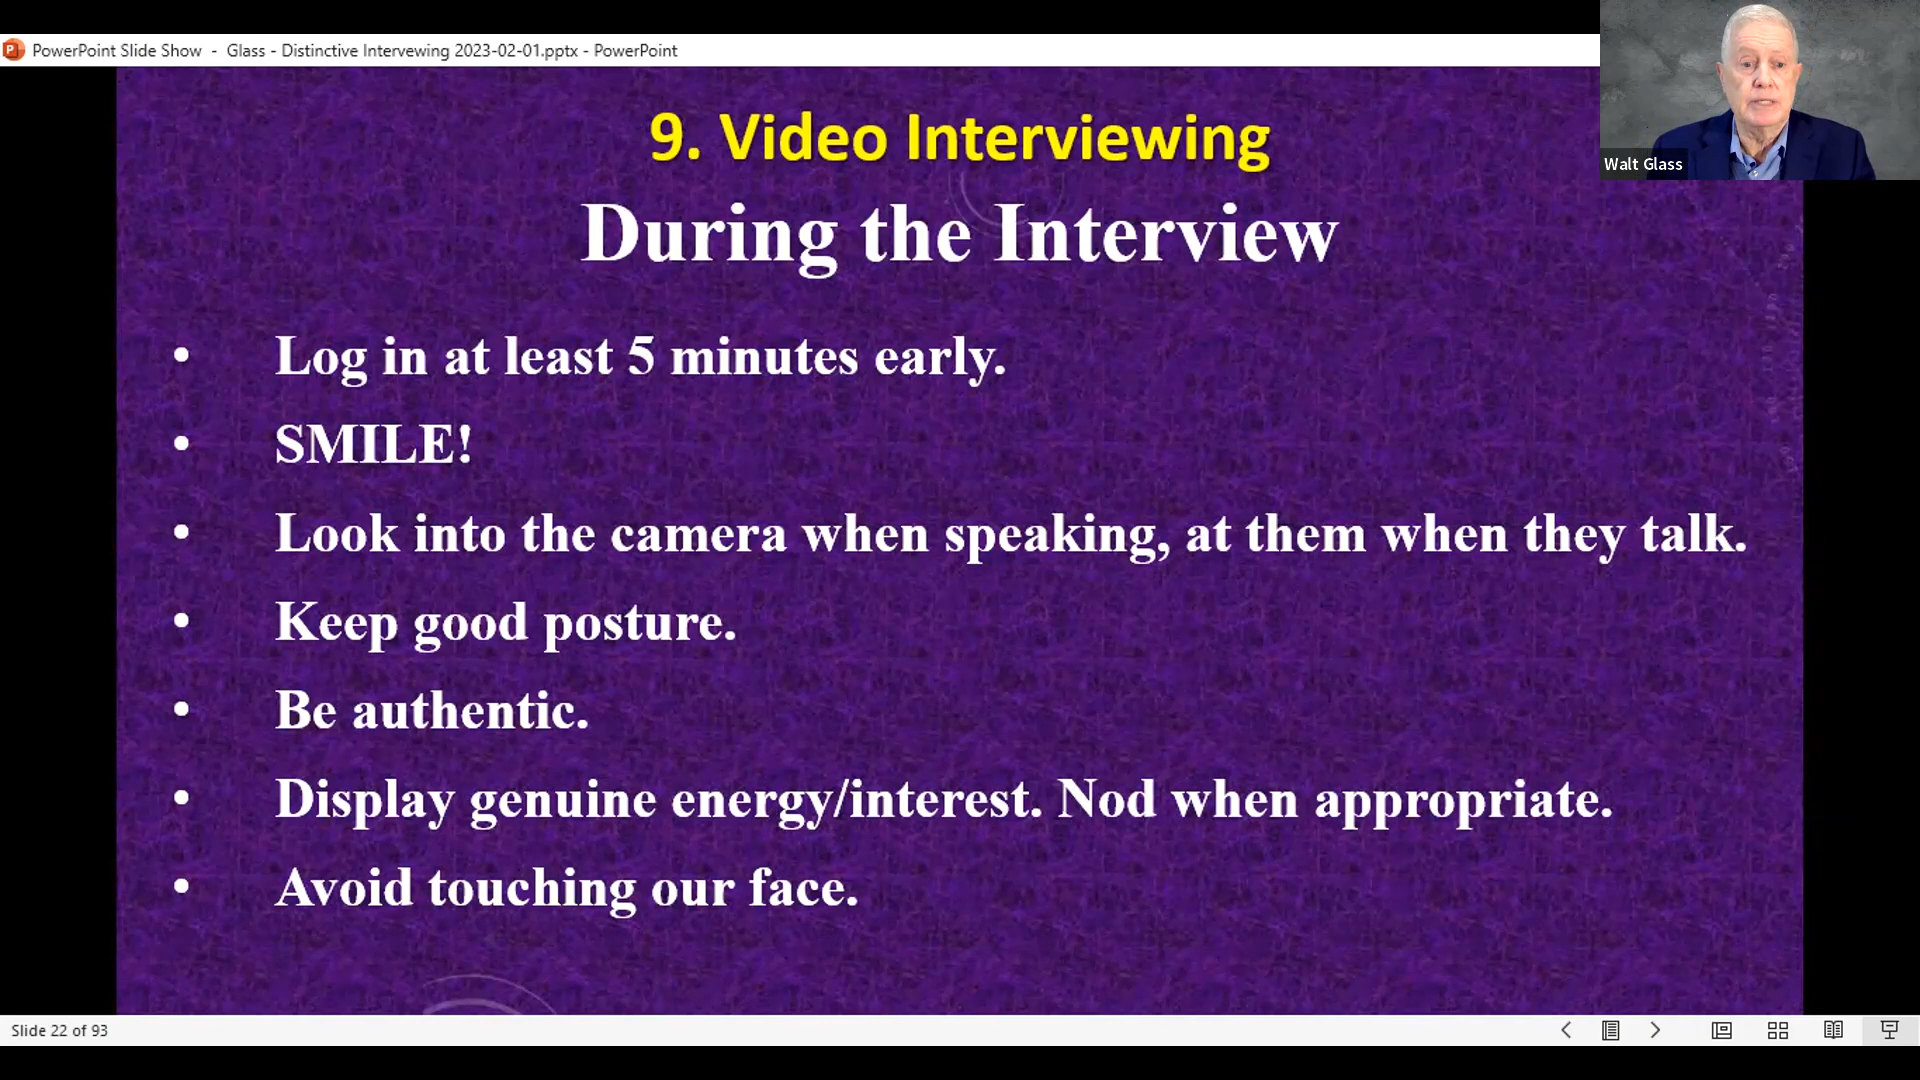 PowerPoint Slide Show - Glass - Distinctive Intervewing 2023-02-01.pptx - PowerPoint
Walt Glass
9. Video Interviewing
During the Interview
• Log in at least 5 minutes early.
• SMILE!
• Look into the camera when speaking, at them when they talk.
• Keep good posture.
• Be authentic.
• Display genuine energy/interest. Nod when appropriate.
• Avoid touching our face.
Slide 22 of 93